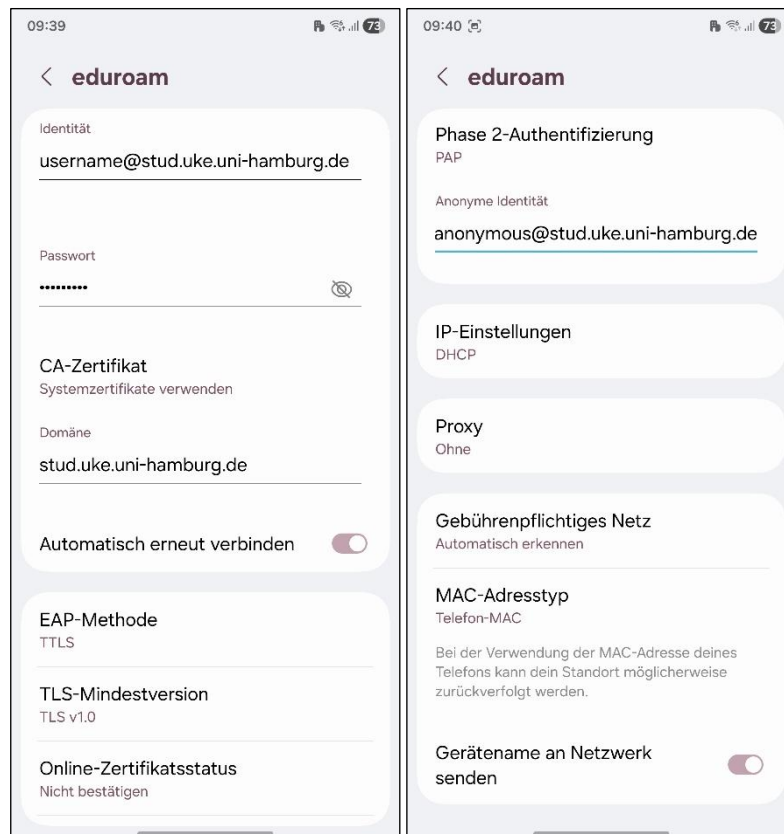 09:39
73
eduroam
Identität
username@stud.uke.uni-hamburg.de
Passwort
•••••••••
CA-Zertifikat
Systemzertifikate verwenden
Domäne
stud.uke.uni-hamburg.de
Automatisch erneut verbinden
EAP-Methode
TTLS
TLS-Mindestversion
TLS v1.0
Online-Zertifikatsstatus
Nicht bestätigen
09:40
73
eduroam
Phase 2-Authentifizierung
PAP
Anonyme Identität
anonymous@stud.uke.uni-hamburg.de
IP-Einstellungen
DHCP
Proxy
Ohne
Gebührenpflichtiges Netz
Automatisch erkennen
MAC-Adresstyp
Telefon-MAC
Bei der Verwendung der MAC-Adresse deines
Telefons kann dein Standort möglicherweise
zurückverfolgt werden.
Gerätename an Netzwerk
senden